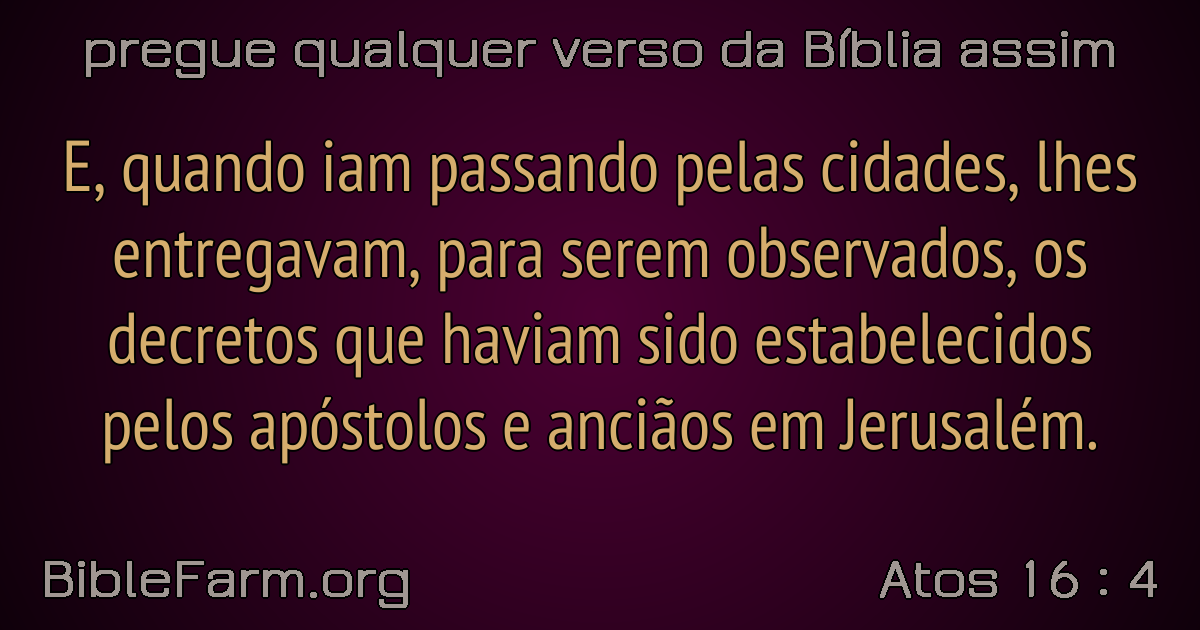 pregue qualquer verso da Bíblia assim
E, quando iam passando pelas cidades, lhes
entregavam, para serem observados, os
decretos que haviam sido estabelecidos
pelos apóstolos e anciãos em Jerusalém.
BibleFarm.org
Atos 16 : 4